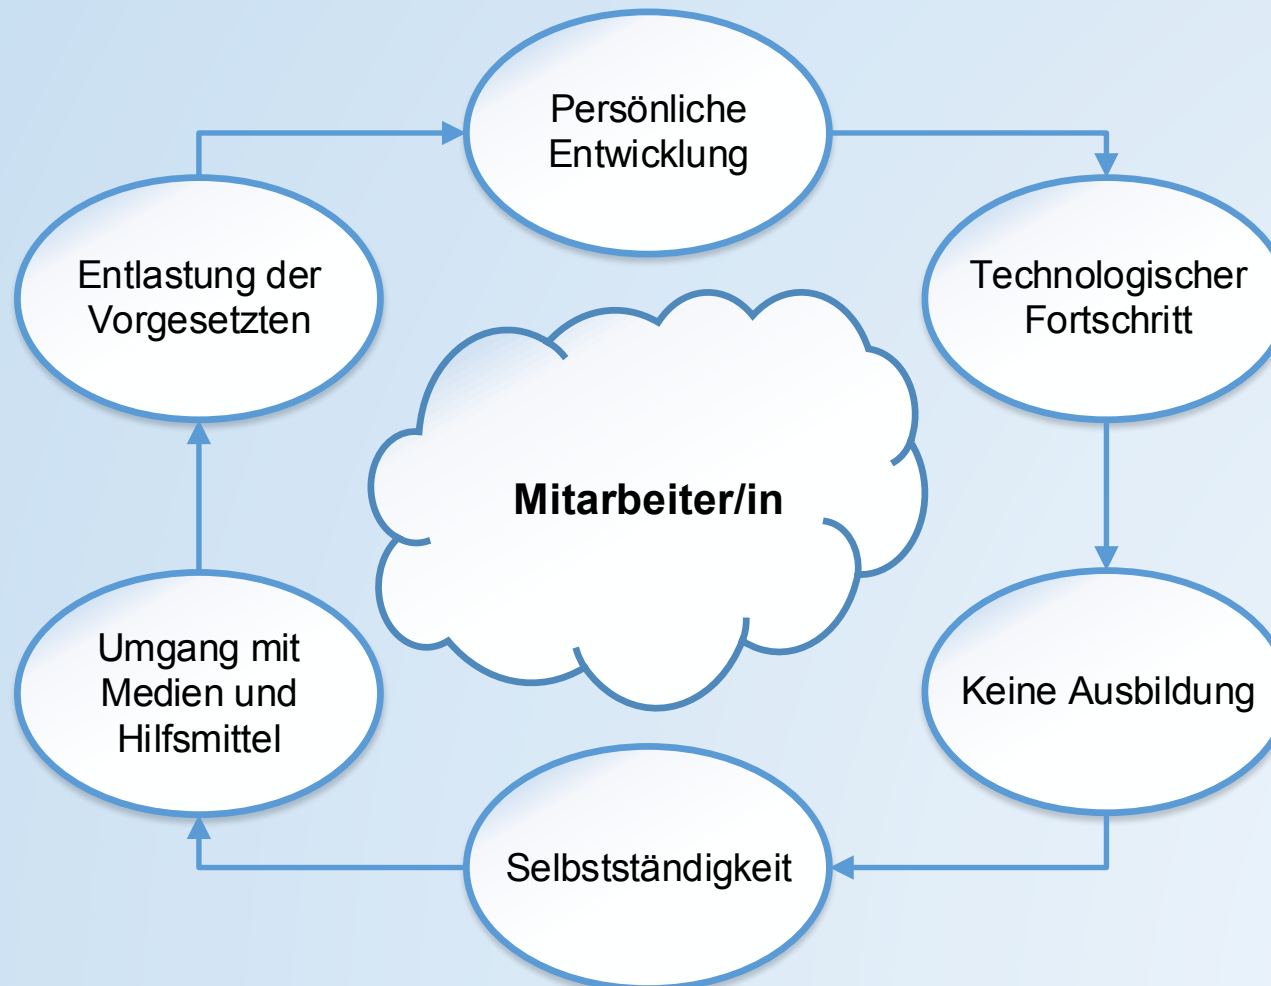 Persönliche
Entwicklung
Technologischer
Fortschritt
Keine Ausbildung
Selbstständigkeit
Umgang mit
Medien und
Hilfsmittel
Entlastung der
Vorgesetzten
Mitarbeiter/in